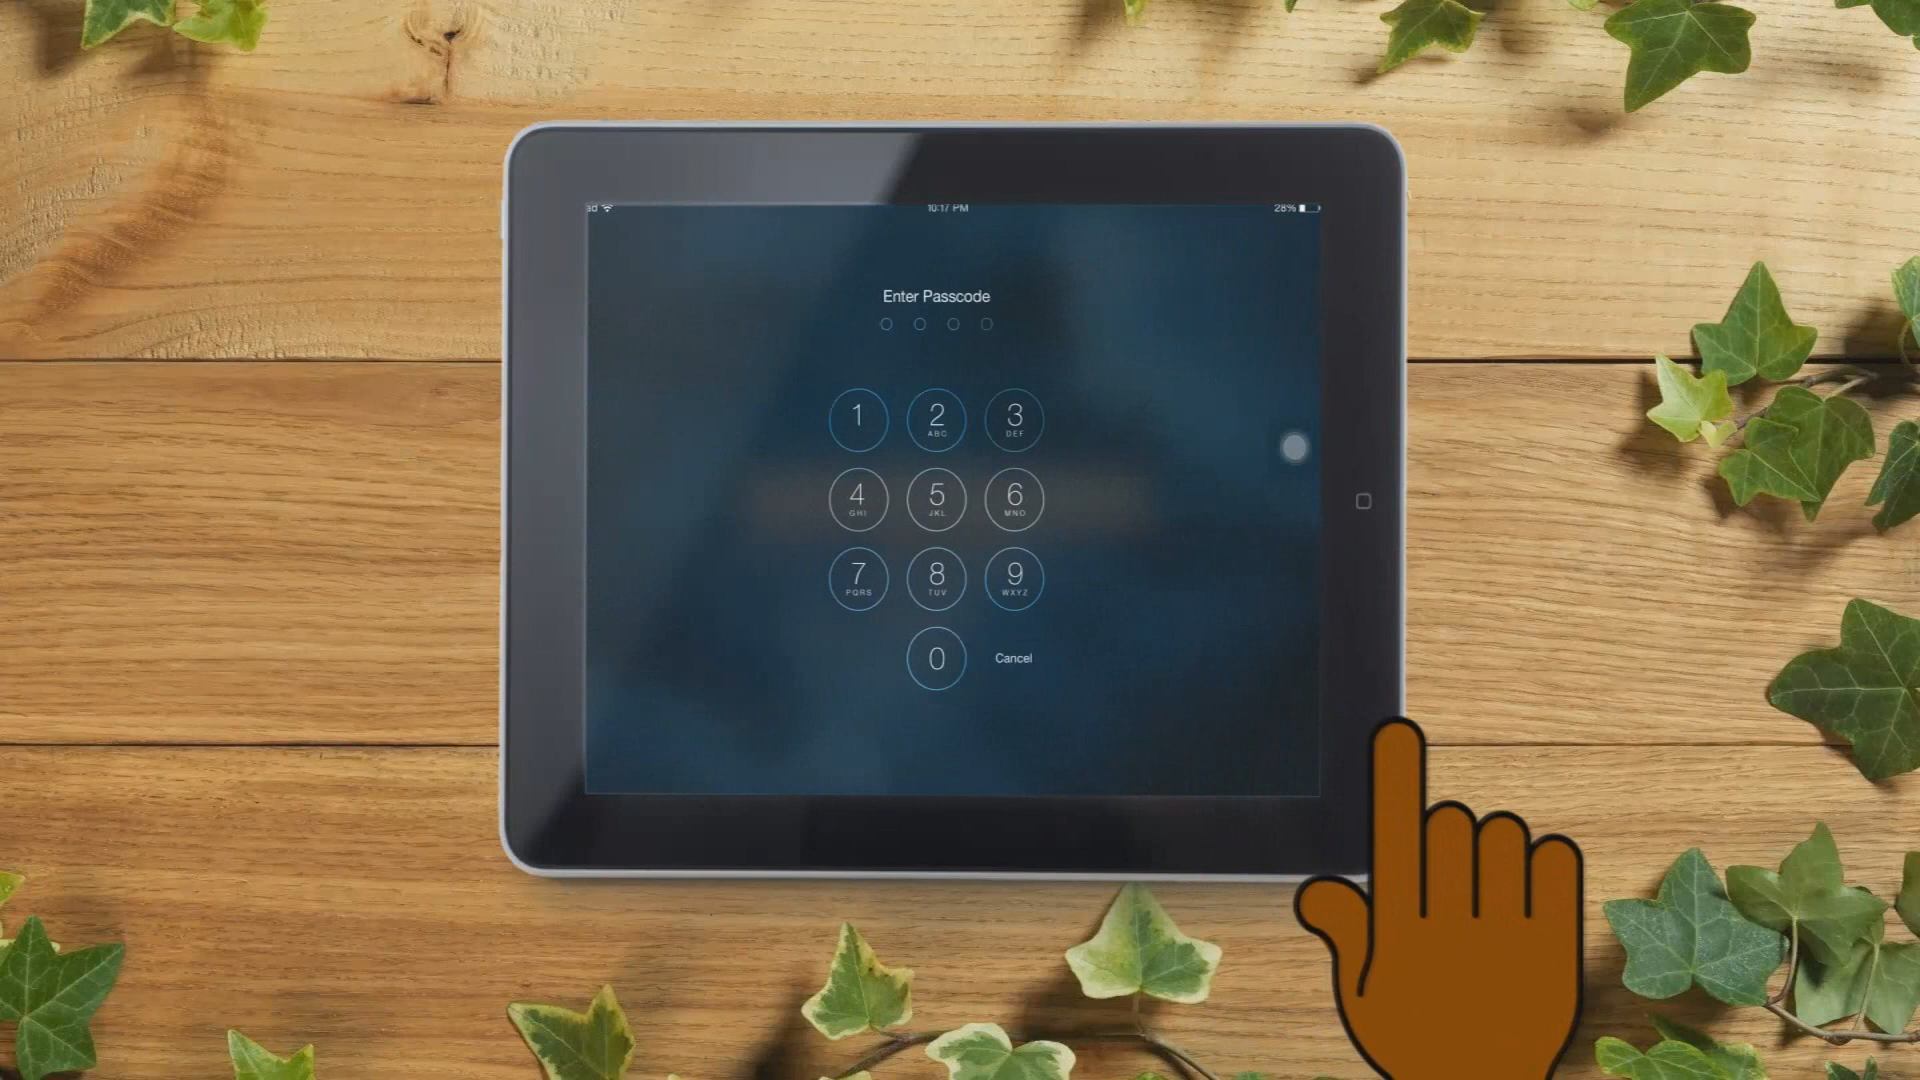 ad 10:17 PM 28%
Enter Passcode
1 2 3
ABC DEF
4 5 6
GHI JKL MNO
7 8 9
PQRS TUV WXYZ
0 Cancel